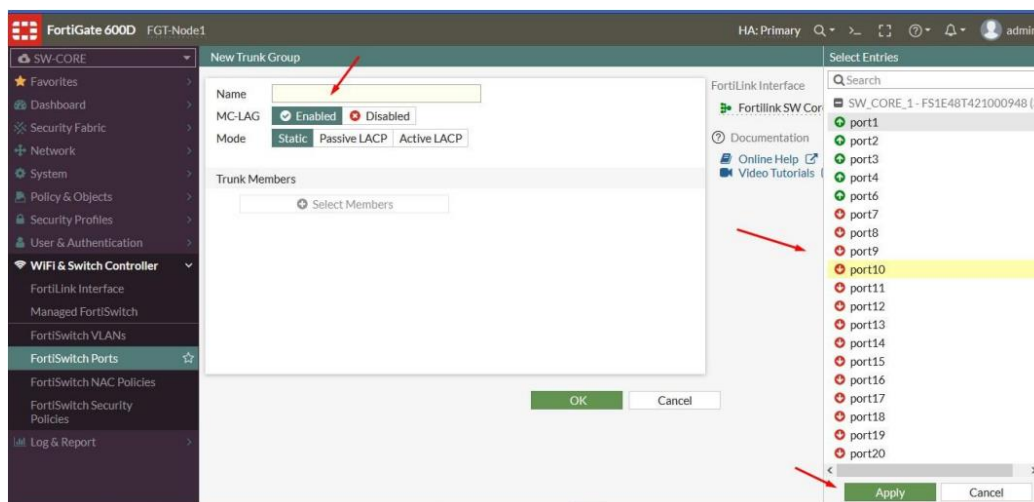 FortiGate 600D FGT-Node1
HA: Primary
admin
SW-CORE
Favorites
Dashboard
Security Fabric
Network
System
Policy & Objects
Security Profiles
User & Authentication
WiFi & Switch Controller
FortiLink Interface
Managed FortiSwitch
FortiSwitch VLANs
FortiSwitch Ports
FortiSwitch NAC Policies
FortiSwitch Security
Policies
Log & Report
New Trunk Group
Name
MC-LAG Enabled Disabled
Mode Static Passive LACP Active LACP
Trunk Members
Select Members
OK Cancel
FortiLink Interface
Fortilink SW Cor
Documentation
Online Help
Video Tutorials
Select Entries
Search
SW_CORE_1 - FS1E48T421000948 (
port1
port2
port3
port4
port6
port7
port8
port9
port10
port11
port12
port13
port14
port15
port16
port17
port18
port19
port20
Apply Cancel